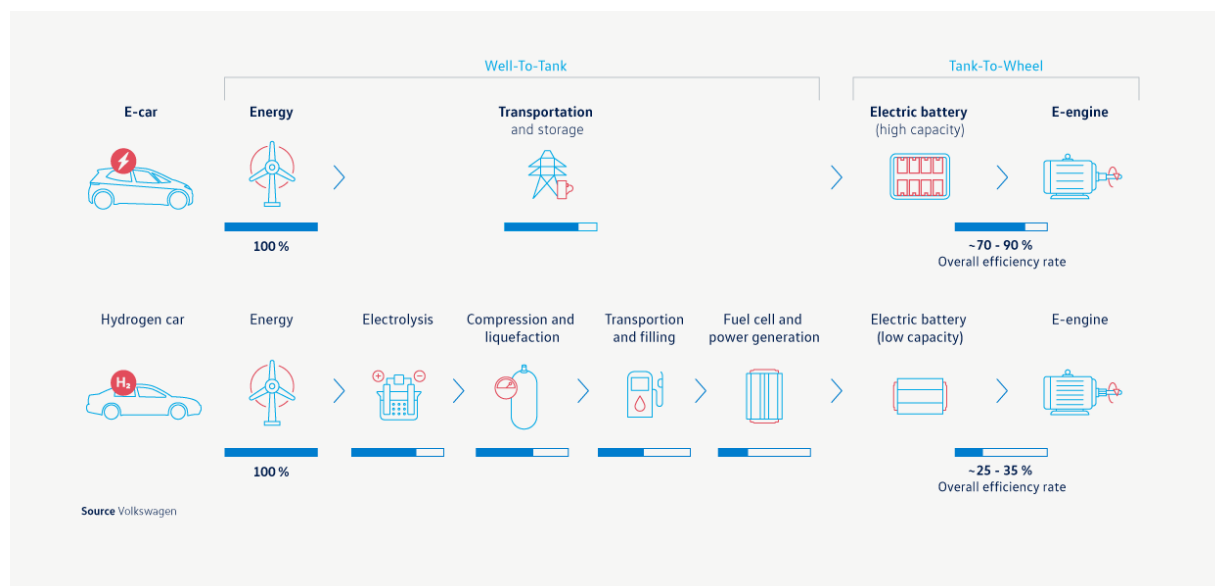 Well-To-Tank
Tank-To-Wheel
E-car
Energy
Transportation
and storage
Electric battery
(high capacity)
E-engine
100 %
~70 - 90 %
Overall efficiency rate
Hydrogen car
Energy
Electrolysis
Compression and
liquefaction
Transportion
and filling
Fuel cell and
power generation
Electric battery
(low capacity)
E-engine
H₂
100 %
~25 - 35 %
Overall efficiency rate
Source Volkswagen